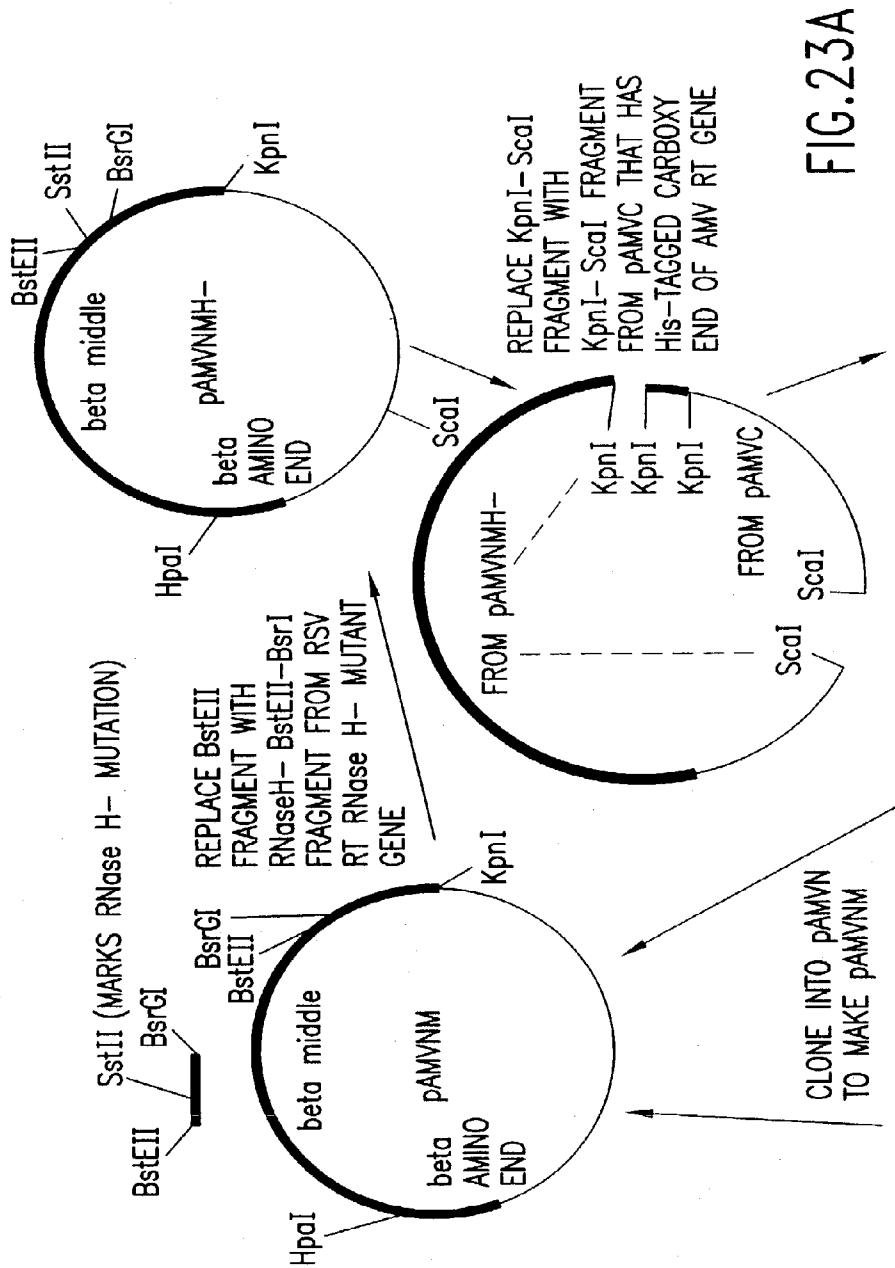 SstII (MARKS RNase H- MUTATION)
BstEII
BsrGI
REPLACE BstEII
FRAGMENT WITH
RNaseH- BstEII-BsrI
FRAGMENT FROM RSV
RT RNase H- MUTANT
GENE
BsrGI
BstEII
HpaI
beta middle
pAMVNM
beta
AMINO
END
KpnI
CLONE INTO pAMVN
TO MAKE pAMVNM
BstEII
SstII
BsrGI
KpnI
HpaI
beta middle
pAMVNMH-
beta
AMINO
END
ScaI
REPLACE KpnI-ScaI
FRAGMENT WITH
KpnI-ScaI FRAGMENT
FROM pAMVC THAT HAS
His-TAGGED CARBOXY
END OF AMV RT GENE
FROM pAMVNMH-
KpnI
KpnI
KpnI
FROM pAMVC
ScaI
ScaI
FIG.23A